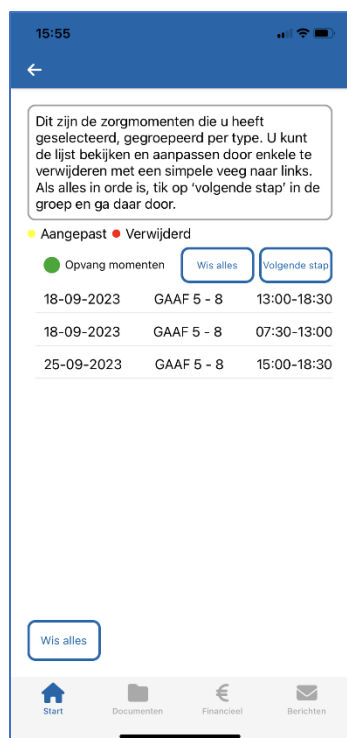 15:55
Dit zijn de zorgmomenten die u heeft
geselecteerd, gegroepeerd per type. U kunt
de lijst bekijken en aanpassen door enkele te
verwijderen met een simpele veeg naar links.
Als alles in orde is, tik op ‘volgende stap’ in de
groep en ga daar door.
Aangepast Verwijderd
Opvang momenten Wis alles Volgende stap
18-09-2023 GAAF 5 - 8 13:00-18:30
18-09-2023 GAAF 5 - 8 07:30-13:00
25-09-2023 GAAF 5 - 8 15:00-18:30
Wis alles
Start Documenten Financieel Berichten